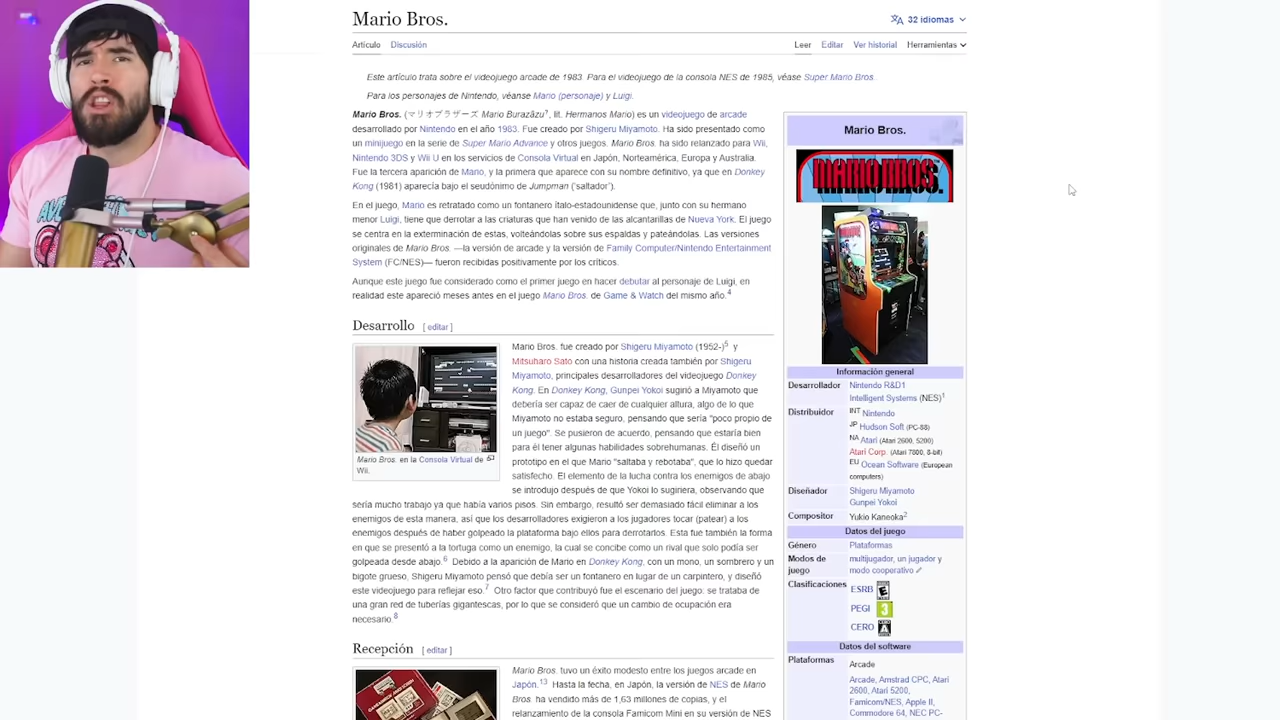 Mario Bros.
32 idiomas
Artículo Discusión
Leer Editar Ver historial Herramientas
Este artículo trata sobre el videojuego arcade de 1983. Para el videojuego de la consola NES de 1985, véase Super Mario Bros.
Para los personajes de Nintendo, véanse Mario (personaje) y Luigi.
Mario Bros. (マリオブラザーズ Mario Burazāzu?, lit. Hermanos Mario) es un videojuego de arcade
desarrollado por Nintendo en el año 1983. Fue creado por Shigeru Miyamoto. Ha sido presentado como
un minijuego en la serie de Super Mario Advance y otros juegos. Mario Bros. ha sido relanzado para Wii,
Nintendo 3DS y Wii U en los servicios de Consola Virtual en Japón, Norteamérica, Europa y Australia.
Fue la tercera aparición de Mario, y la primera que aparece con su nombre definitivo, ya que en Donkey
Kong (1981) aparecía bajo el seudónimo de Jumpman ('saltador').
En el juego, Mario es retratado como un fontanero ítalo-estadounidense que, junto con su hermano
menor Luigi, tiene que derrotar a las criaturas que han venido de las alcantarillas de Nueva York. El juego
se centra en la exterminación de estas, volteándolas sobre sus espaldas y pateándolas. Las versiones
originales de Mario Bros. —la versión de arcade y la versión de Family Computer/Nintendo Entertainment
System (FC/NES)— fueron recibidas positivamente por los críticos.
Aunque este juego fue considerado como el primer juego en hacer debutar al personaje de Luigi, en
realidad este apareció meses antes en el juego Mario Bros. de Game & Watch del mismo año.4
Desarrollo [ editar ]
Mario Bros. fue creado por Shigeru Miyamoto (1952-)5 y
Mitsuharo Sato con una historia creada también por Shigeru
Miyamoto, principales desarrolladores del videojuego Donkey
Kong. En Donkey Kong, Gunpei Yokoi sugirió a Miyamoto que
debería ser capaz de caer de cualquier altura, algo de lo que
Miyamoto no estaba seguro, pensando que sería "poco propio de
un juego". Se pusieron de acuerdo, pensando que estaría bien
para él tener algunas habilidades sobrehumanas. Él diseñó un
prototipo en el que Mario "saltaba y rebotaba", que lo hizo quedar
satisfecho. El elemento de la lucha contra los enemigos de abajo
se introdujo después de que Yokoi lo sugiriera, observando que
sería mucho trabajo ya que había varios pisos. Sin embargo, resultó ser demasiado fácil eliminar a los
enemigos de esta manera, así que los desarrolladores exigieron a los jugadores tocar (patear) a los
enemigos después de haber golpeado la plataforma bajo ellos para derrotarlos. Esta fue también la forma
en que se presentó a la tortuga como un enemigo, la cual se concibe como un rival que solo podía ser
golpeada desde abajo. 6 Debido a la aparición de Mario en Donkey Kong, con un mono, un sombrero y un
bigote grueso, Shigeru Miyamoto pensó que debía ser un fontanero en lugar de un carpintero, y diseñó
este videojuego para reflejar eso.7 Otro factor que contribuyó fue el escenario del juego: se trataba de
una gran red de tuberías gigantescas, por lo que se consideró que un cambio de ocupación era
necesario.8
Mario Bros. en la Consola Virtual de
Wii.
Recepción [ editar ]
Mario Bros. tuvo un éxito modesto entre los juegos arcade en
Japón.13 Hasta la fecha, en Japón, la versión de NES de Mario
Bros. ha vendido más de 1,63 millones de copias, y el
relanzamiento de la consola Famicom Mini en su versión de NES
Mario Bros.
MARIO BROS.
Información general
Desarrollador Nintendo R&D1
Intelligent Systems (NES)1
Distribuidor INT Nintendo
JP Hudson Soft (PC-88)
NA Atari (Atari 2600, 5200)
Atari Corp. (Atari 7800, 8-bit)
EU Ocean Software (European
computers)
Diseñador Shigeru Miyamoto
Gunpei Yokoi
Compositor Yukio Kaneoka2
Datos del juego
Género Plataformas
Modos de juego multijugador, un jugador y
modo cooperativo
Clasificaciones ESRB E
PEGI 3
CERO A
Datos del software
Plataformas Arcade
Arcade, Amstrad CPC, Atari
2600, Atari 5200,
Famicom/NES, Apple II,
Commodore 64, NEC PC-